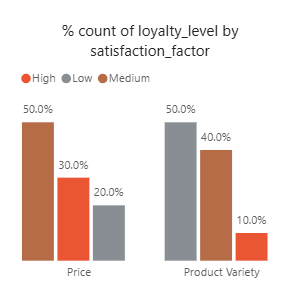 % count of loyalty_level by
satisfaction_factor
High Low Medium
50.0%
30.0%
20.0%
50.0%
40.0%
10.0%
Price
Product Variety